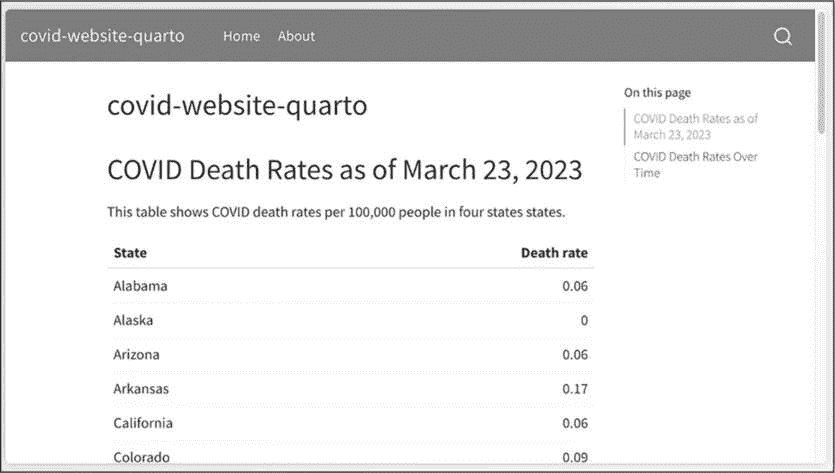 covid-website-quarto Home About
covid-website-quarto
COVID Death Rates as of March 23, 2023
This table shows COVID death rates per 100,000 people in four states states.
State Death rate
Alabama 0.06
Alaska 0
Arizona 0.06
Arkansas 0.17
California 0.06
Colorado 0.09
On this page
COVID Death Rates as of
March 23, 2023
COVID Death Rates Over
Time